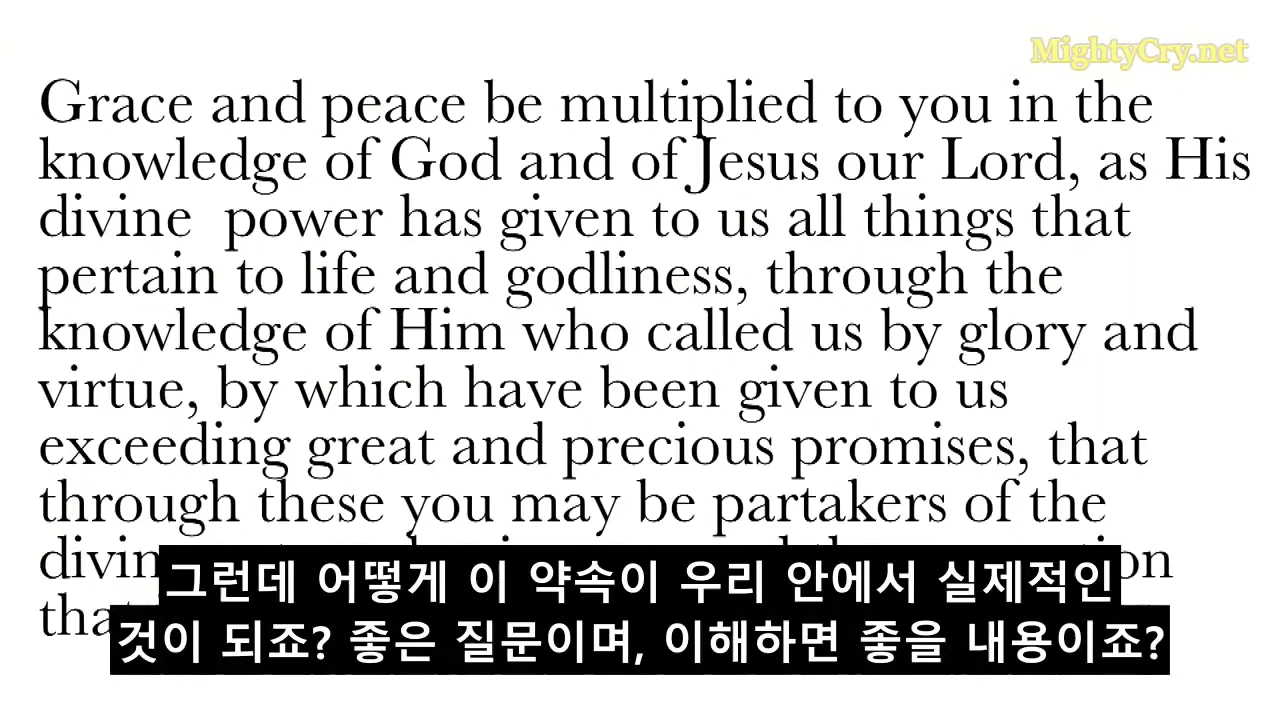 MightyCry.net
Grace and peace be multiplied to you in the
knowledge of God and of Jesus our Lord, as His
divine power has given to us all things that
pertain to life and godliness, through the
knowledge of Him who called us by glory and
virtue, by which have been given to us
exceeding great and precious promises, that
through these you may be partakers of the
그런데 어떻게 이 약속이 우리 안에서 실제적인
것이 되죠? 좋은 질문이며, 이해하면 좋을 내용이죠?